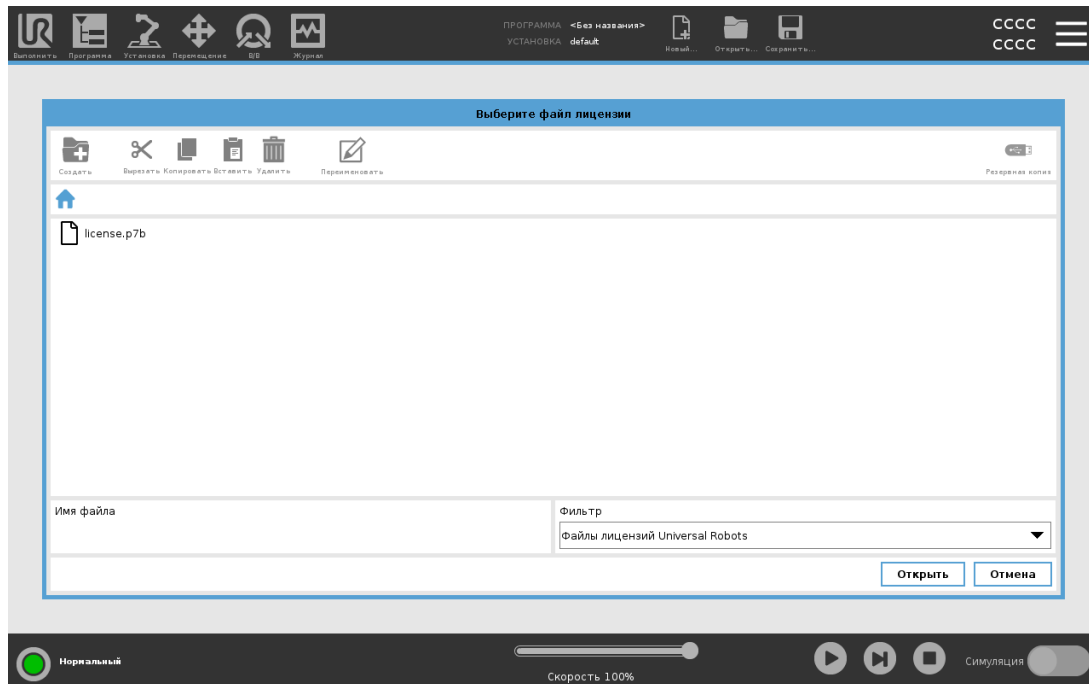 ПРОГРАММА <Без названия>
УСТАНОВКА default
Выполнить Программа Установка Перемещение В/В Журнал
Новый... Открыть... Сохранить...
CCCC
CCCC
Выберите файл лицензии
Создать Вырезать Копировать Вставить Удалить Переименовать Резервная копия
license.p7b
Имя файла
Фильтр
Файлы лицензий Universal Robots
Открыть Отмена
Нормальный
Скорость 100%
Симуляция